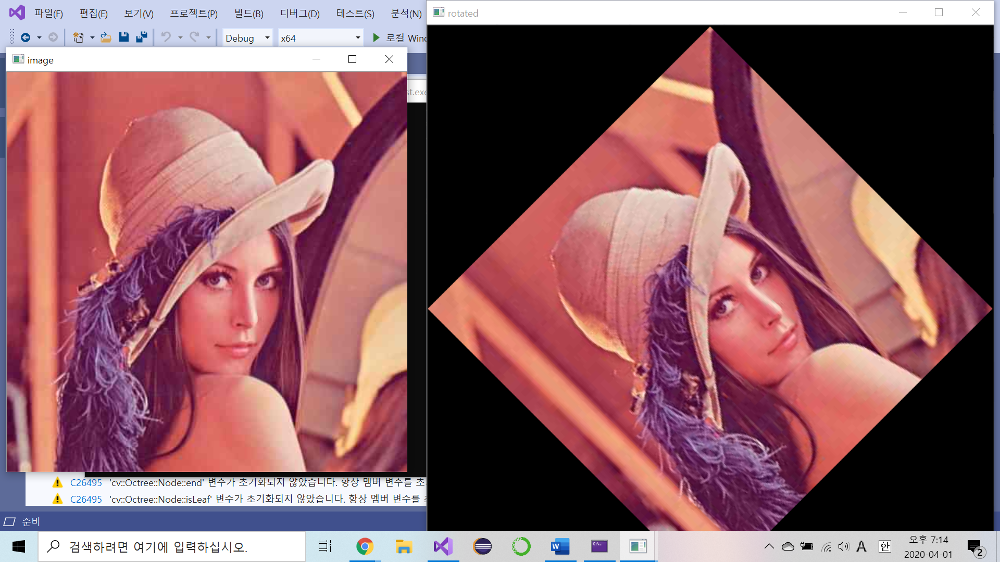 파일(F) 편집(E) 보기(V) 프로젝트(P) 빌드(B) 디버그(D) 테스트(S) 분석(N)
rotated
Debug x64 로컬
image
C26495 'cv::Octree::Node::end' 변수가 초기화되지 않았습니다. 항상 멤버 변수를
C26495 'cv::Octree::Node::isLeaf' 변수가 초기화되지 않았습니다. 항상 멤버 변수를
준비
검색하려면 여기에 입력하십시오.
A 한
오후 7:14
2020-04-01
2